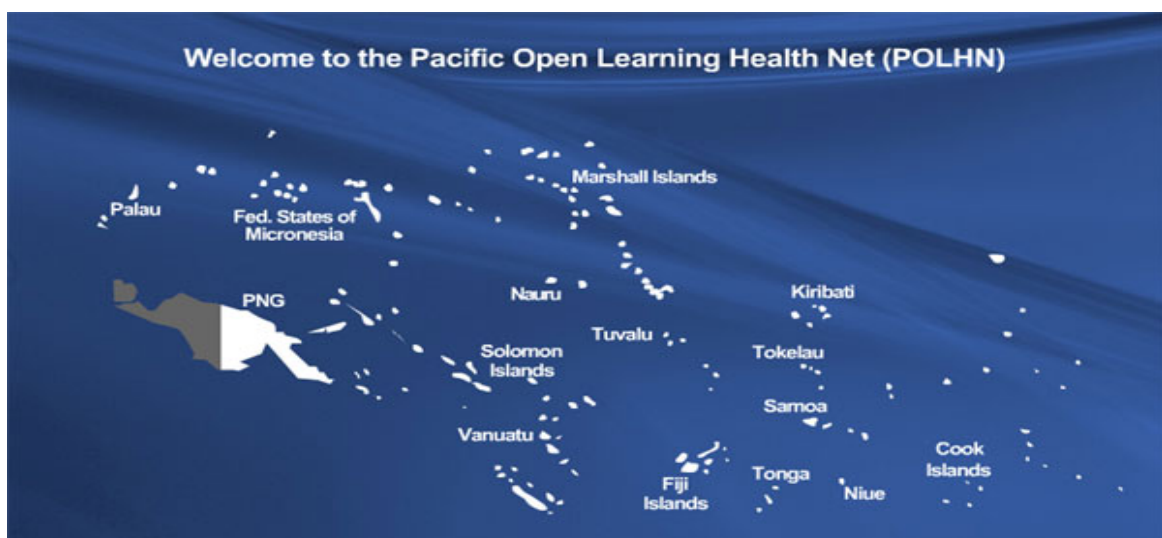 Welcome to the Pacific Open Learning Health Net (POLHN)
Marshall Islands
Palau
Fed. States of
Micronesia
PNG
Nauru
Kiribati
Tuvalu
Solomon
Islands
Tokelau
Samoa
Vanuatu
Cook
Islands
Fiji
Islands
Tonga
Niue